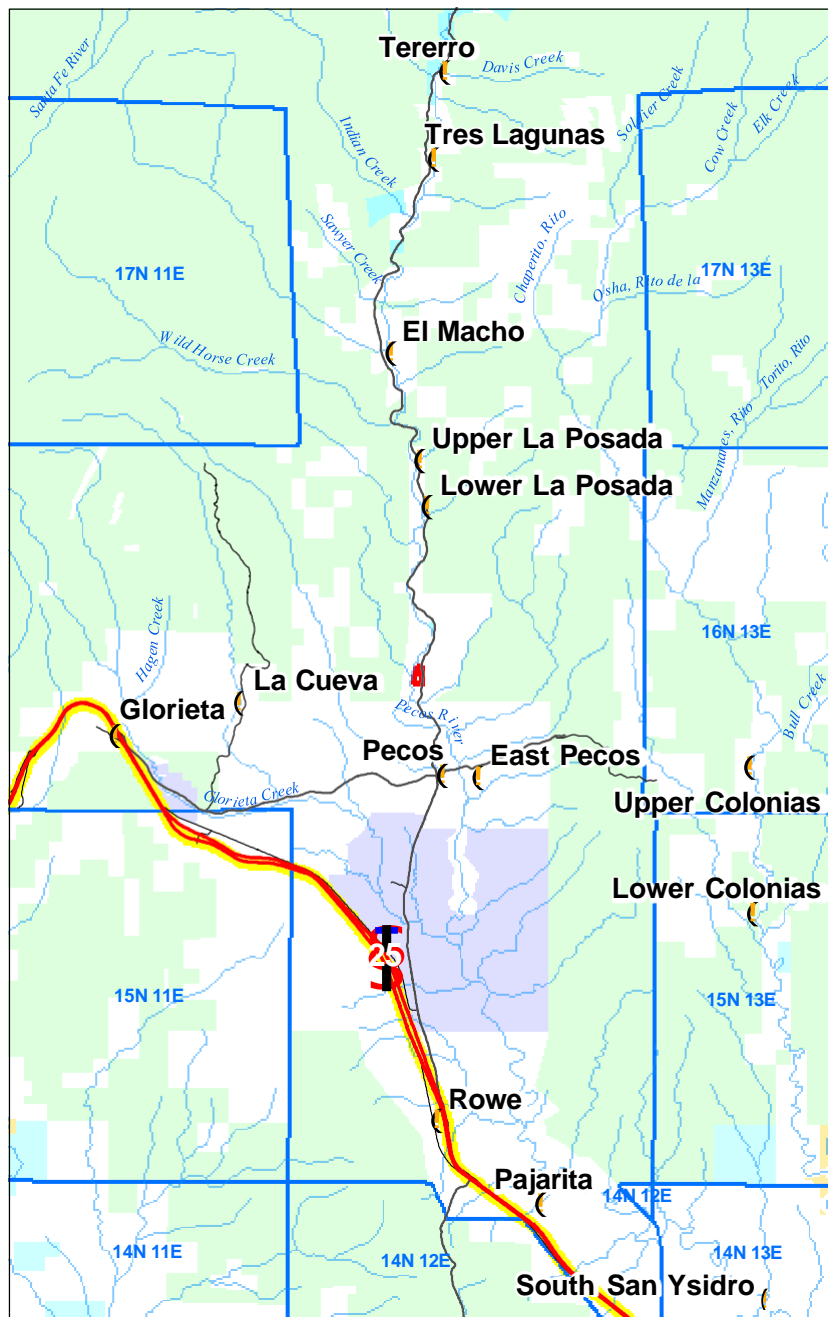 Tererro
Davis Creek
Santa Fe River
Soldier Creek
Cow Creek
Elk Creek
Indian Creek
Tres Lagunas
Sawyer Creek
Chaperito, Rito
17N 11E
17N 13E
Osha, Rito de la
Wild Horse Creek
El Macho
Manzanares, Rito
Torito, Rito
Upper La Posada
Lower La Posada
Hagen Creek
16N 13E
La Cueva
Bull Creek
Glorieta
Pecos River
Pecos
East Pecos
Glorieta Creek
Upper Colonias
Lower Colonias
25
15N 11E
15N 13E
Rowe
Pajarita
14N 12E
14N 11E
14N 12E
14N 13E
South San Ysidro